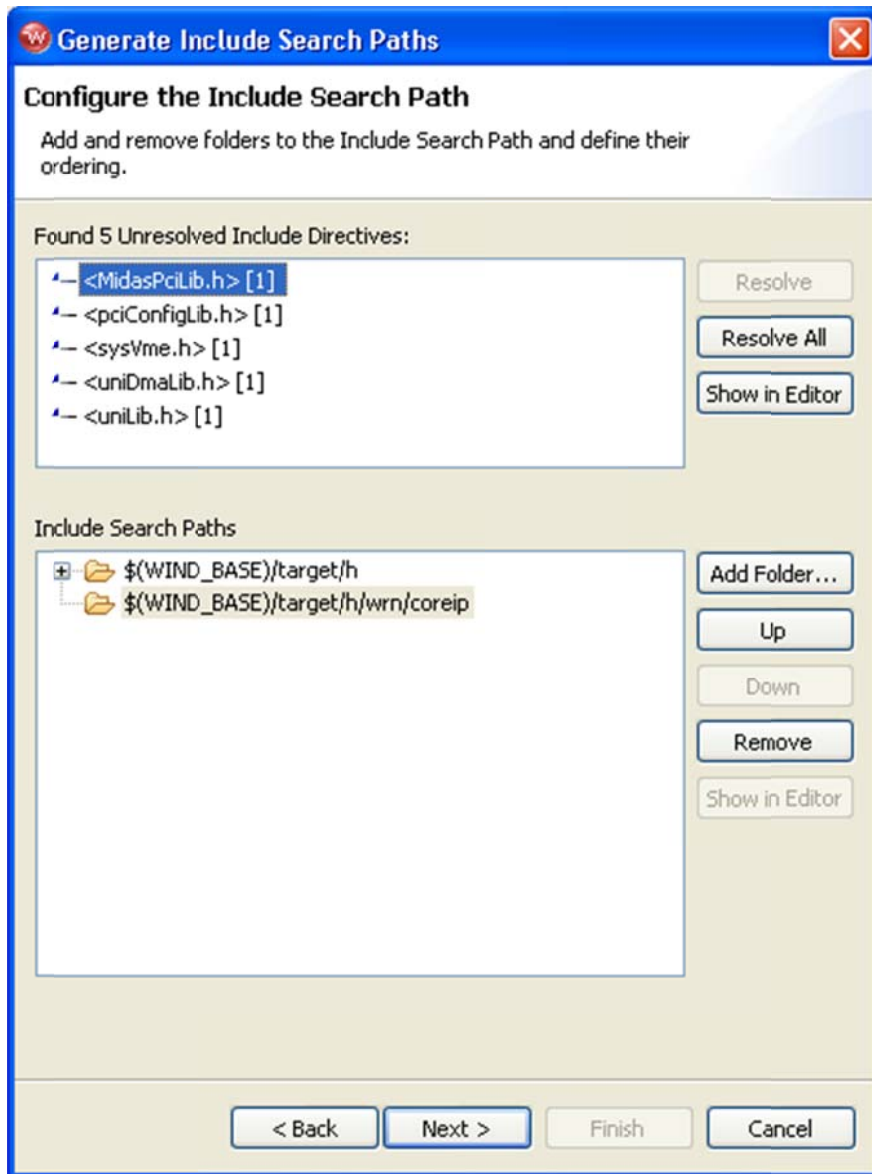 Generate Include Search Paths
Configure the Include Search Path
Add and remove folders to the Include Search Path and define their
ordering.
Found 5 Unresolved Include Directives:
<MidasPciLib.h> [1]
<pciConfigLib.h> [1]
<sysVme.h> [1]
<uniDmaLib.h> [1]
<uniLib.h> [1]
Resolve
Resolve All
Show in Editor
Include Search Paths
$(WIND_BASE)/target/h
$(WIND_BASE)/target/h/wrn/coreip
Add Folder...
Up
Down
Remove
Show in Editor
< Back
Next >
Finish
Cancel